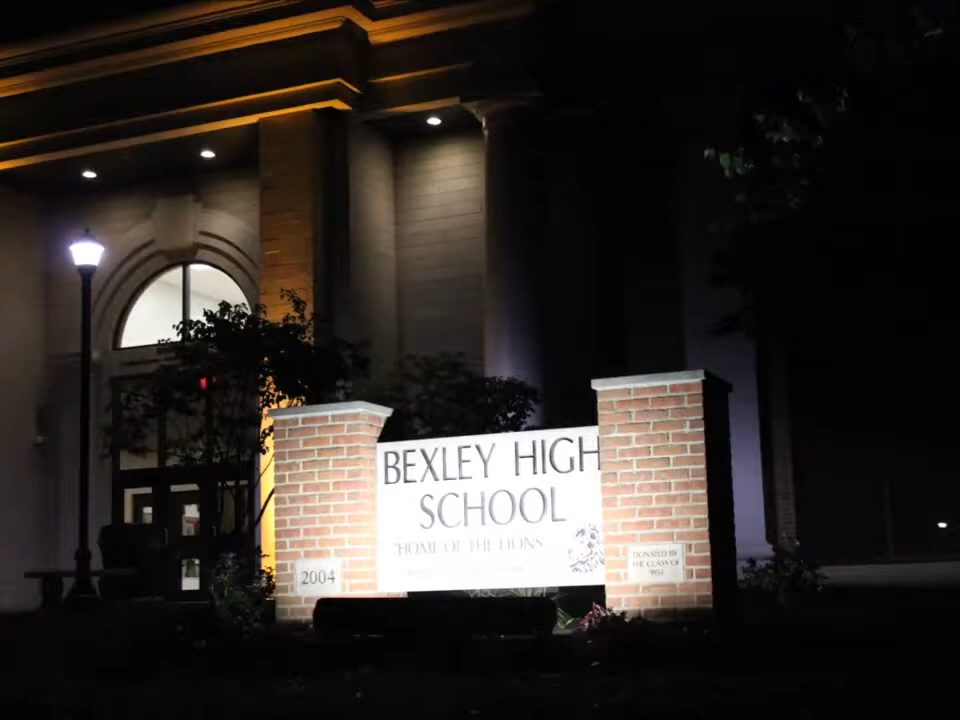 BEXLEY HIGH
SCHOOL
"HOME OF THE LIONS
2004
DONATED BY
THE CLASS OF